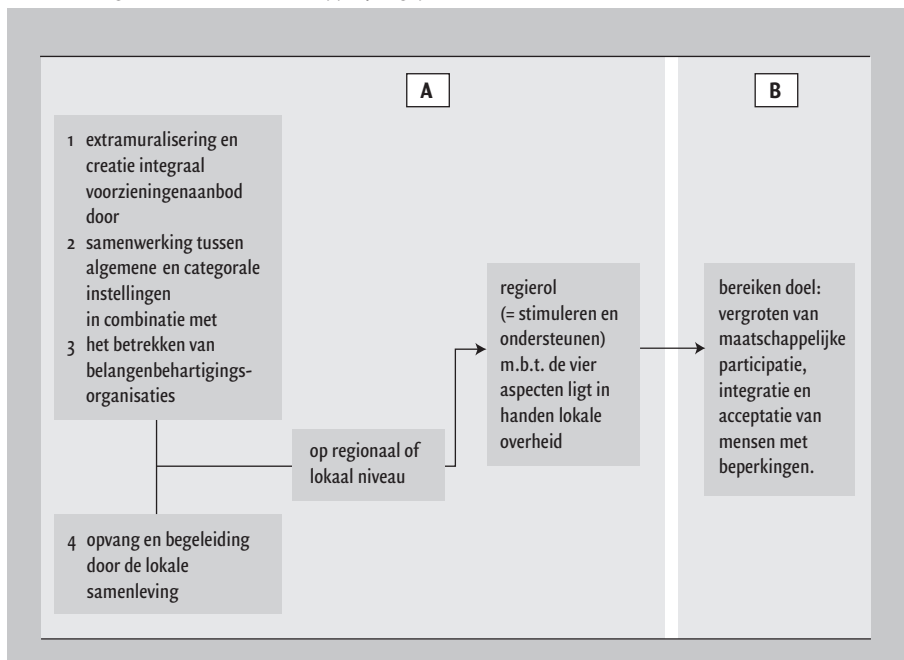 A
B
1 extramuralisering en
creatie integraal
voorzieningenaanbod
door
2 samenwerking tussen
algemene en categorale
instellingen
in combinatie met
3 het betrekken van
belangenbehartigings-
organisaties
4 opvang en begeleiding
door de lokale
samenleving
op regionaal of
lokaal niveau
regierol
(= stimuleren en
ondersteunen)
m.b.t. de vier
aspecten ligt in
handen lokale
overheid
bereiken doel:
vergroten van
maatschappelijke
participatie,
integratie en
acceptatie van
mensen met
beperkingen.